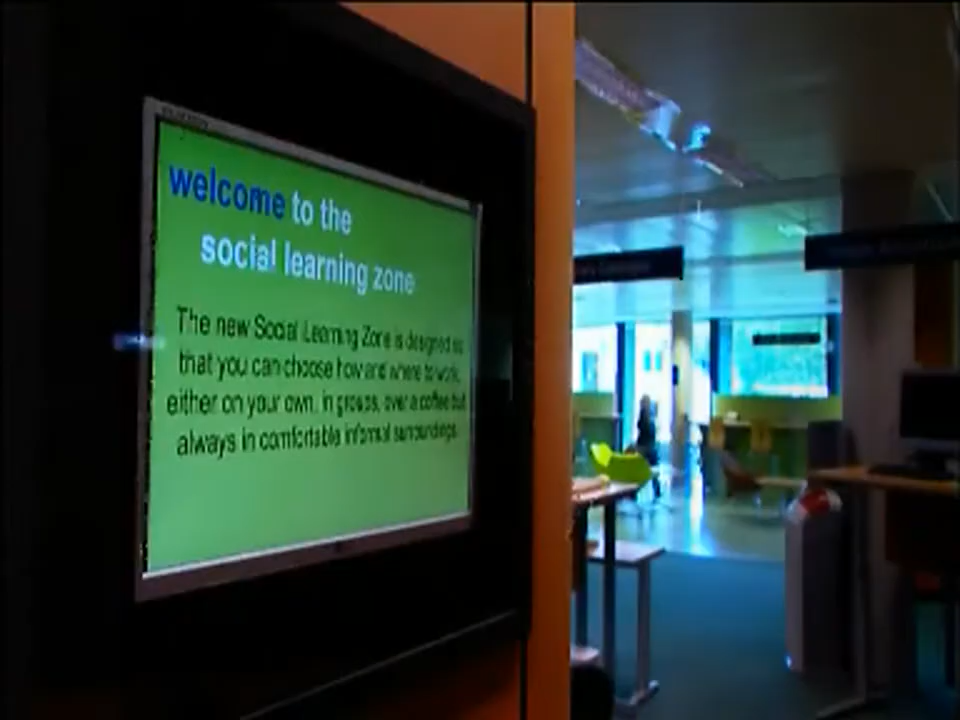 welcome to the
social learning zone
The new Social Learning Zone is designed so
that you can choose how and where to work,
either on your own, in groups, over a coffee but
always in comfortable informal surroundings.